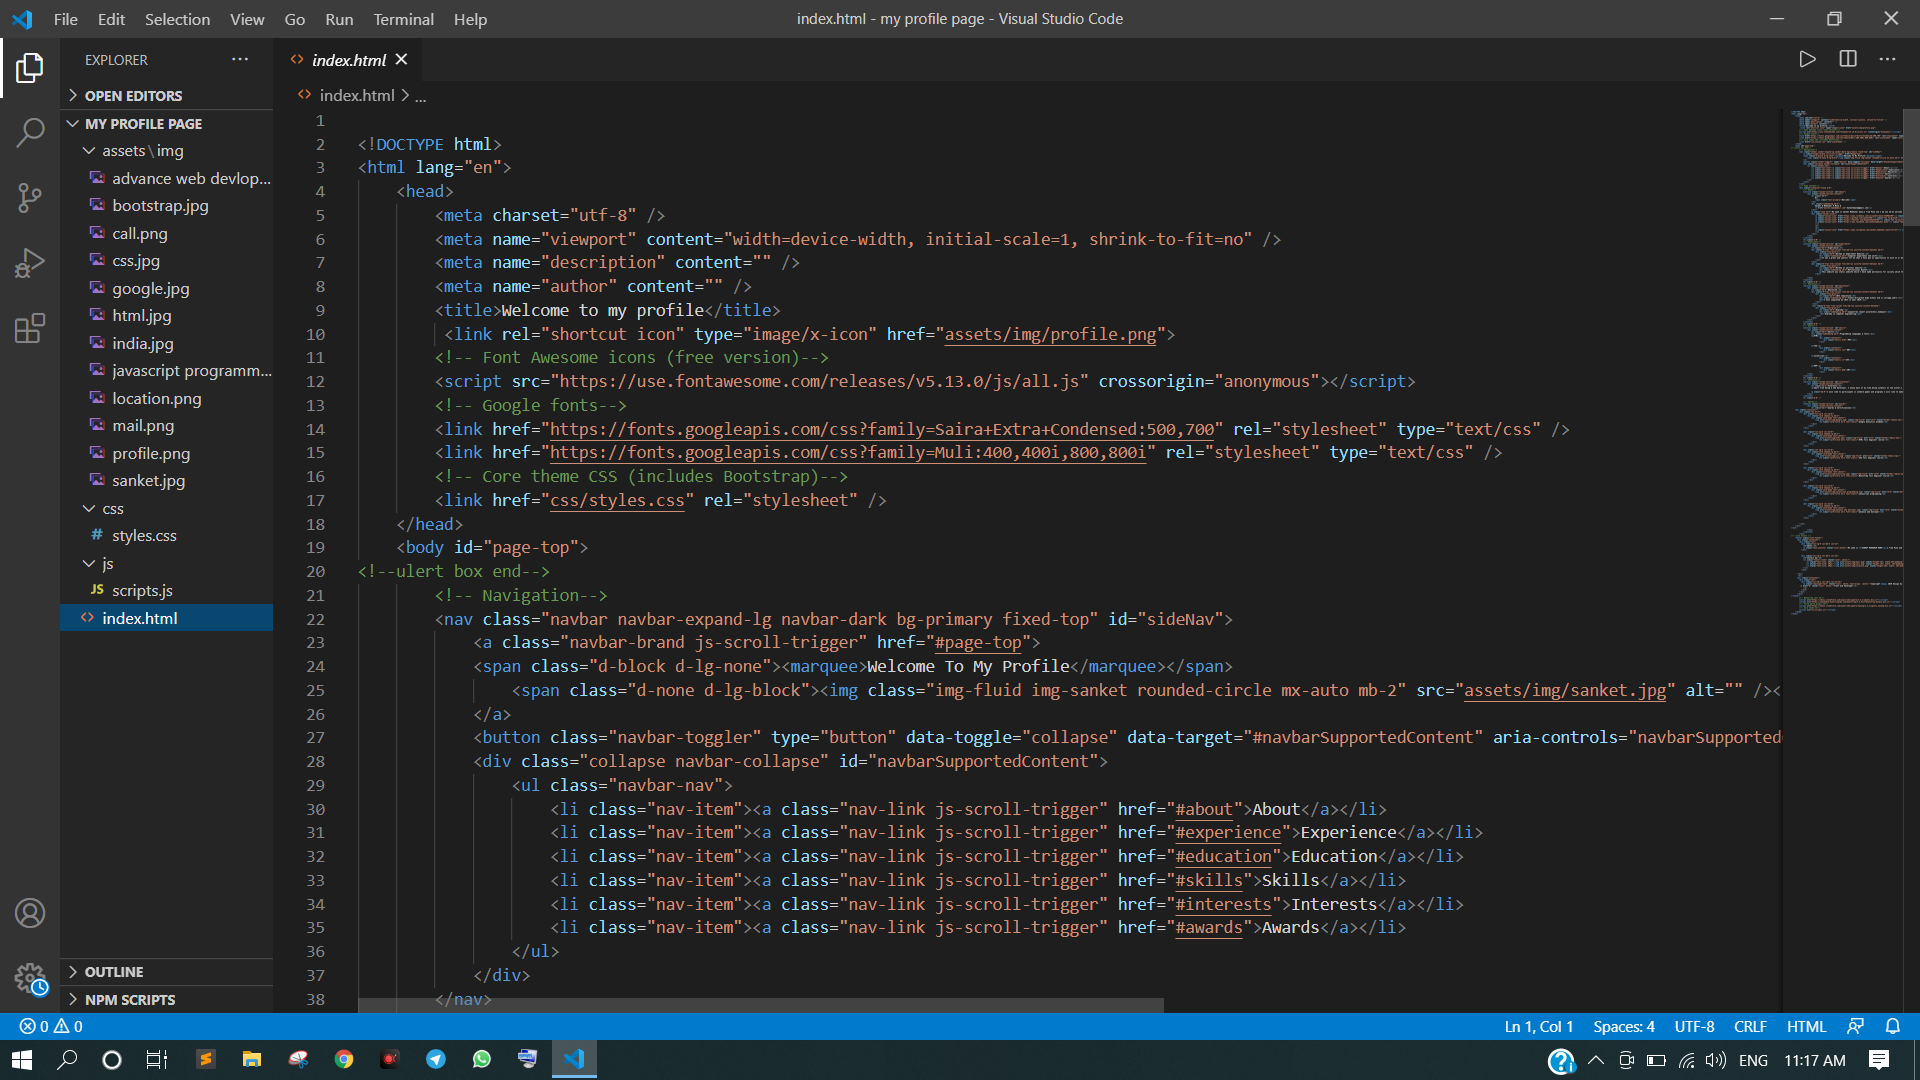 File Edit Selection View Go Run Terminal Help
index.html - my profile page - Visual Studio Code
EXPLORER
OPEN EDITORS
MY PROFILE PAGE
assets\img
advance web devlop...
bootstrap.jpg
call.png
css.jpg
google.jpg
html.jpg
india.jpg
javascript programm...
location.png
mail.png
profile.png
sanket.jpg
css
# styles.css
js
JS scripts.js
<> index.html
OUTLINE
NPM SCRIPTS
<> index.html
<> index.html > ...
1
2 <!DOCTYPE html>
3 <html lang="en">
4 <head>
5 <meta charset="utf-8" />
6 <meta name="viewport" content="width=device-width, initial-scale=1, shrink-to-fit=no" />
7 <meta name="description" content="" />
8 <meta name="author" content="" />
9 <title>Welcome to my profile</title>
10 <link rel="shortcut icon" type="image/x-icon" href="assets/img/profile.png">
11 <!-- Font Awesome icons (free version)-->
12 <script src="https://use.fontawesome.com/releases/v5.13.0/js/all.js" crossorigin="anonymous"></script>
13 <!-- Google fonts-->
14 <link href="https://fonts.googleapis.com/css?family=Saira+Extra+Condensed:500,700" rel="stylesheet" type="text/css" />
15 <link href="https://fonts.googleapis.com/css?family=Muli:400,400i,800,800i" rel="stylesheet" type="text/css" />
16 <!-- Core theme CSS (includes Bootstrap)-->
17 <link href="css/styles.css" rel="stylesheet" />
18 </head>
19 <body id="page-top">
20 <!--ulert box end-->
21 <!-- Navigation-->
22 <nav class="navbar navbar-expand-lg navbar-dark bg-primary fixed-top" id="sideNav">
23 <a class="navbar-brand js-scroll-trigger" href="#page-top">
24 <span class="d-block d-lg-none"><marquee>Welcome To My Profile</marquee></span>
25 <span class="d-none d-lg-block"><img class="img-fluid img-sanket rounded-circle mx-auto mb-2" src="assets/img/sanket.jpg" alt="" /><
26 </a>
27 <button class="navbar-toggler" type="button" data-toggle="collapse" data-target="#navbarSupportedContent" aria-controls="navbarSupported
28 <div class="collapse navbar-collapse" id="navbarSupportedContent">
29 <ul class="navbar-nav">
30 <li class="nav-item"><a class="nav-link js-scroll-trigger" href="#about">About</a></li>
31 <li class="nav-item"><a class="nav-link js-scroll-trigger" href="#experience">Experience</a></li>
32 <li class="nav-item"><a class="nav-link js-scroll-trigger" href="#education">Education</a></li>
33 <li class="nav-item"><a class="nav-link js-scroll-trigger" href="#skills">Skills</a></li>
34 <li class="nav-item"><a class="nav-link js-scroll-trigger" href="#interests">Interests</a></li>
35 <li class="nav-item"><a class="nav-link js-scroll-trigger" href="#awards">Awards</a></li>
36 </ul>
37 </div>
38 </nav>
0 0
Ln 1, Col 1 Spaces: 4 UTF-8 CRLF HTML
ENG 11:17 AM